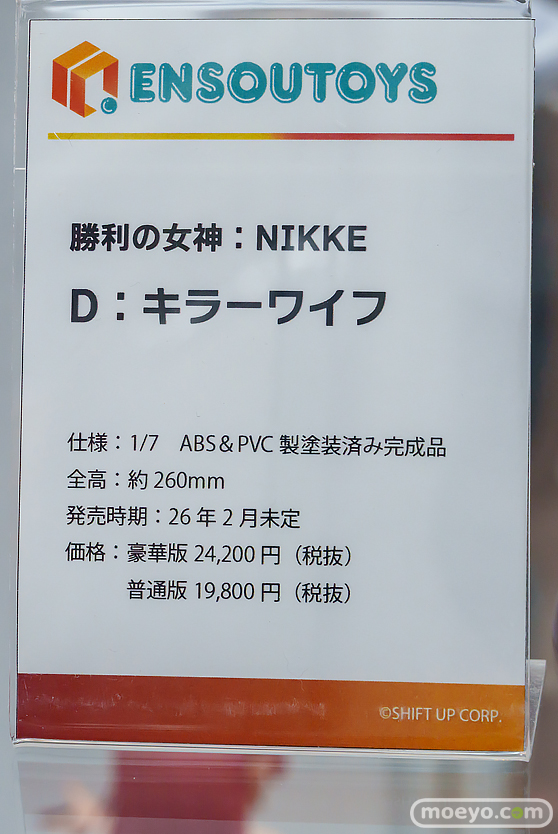 ENSOUTOYS
勝利の女神：NIKKE
D：キラーワイフ
仕様：1/7　ABS＆PVC 製塗装済み完成品
全高：約 260mm
発売時期：26 年 2 月未定
価格：豪華版 24,200 円（税抜）
普通版 19,800 円（税抜）
©SHIFT UP CORP.
moeyo.com